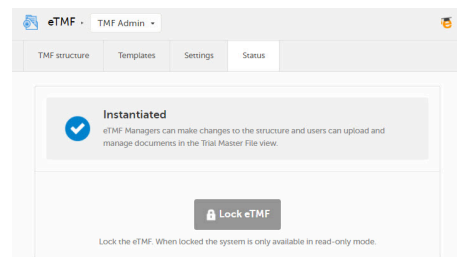 eTMF · TMF Admin
TMF structure Templates Settings Status
Instantiated
eTMF Managers can make changes to the structure and users can upload and
manage documents in the Trial Master File view.
Lock eTMF
Lock the eTMF. When locked the system is only available in read-only mode.